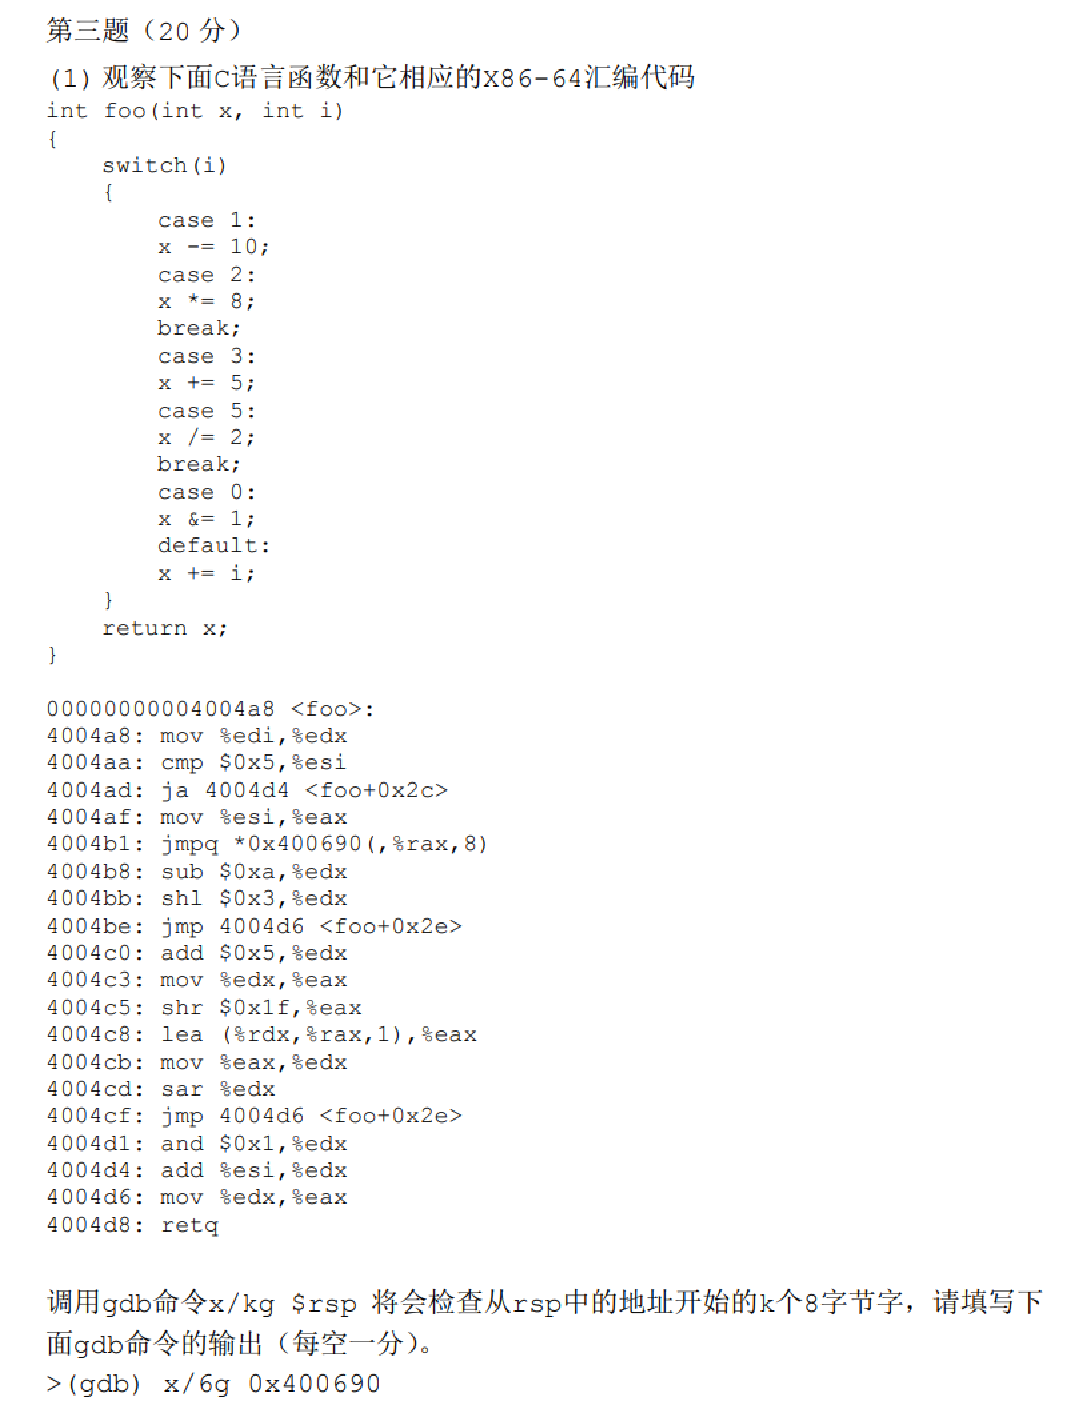 第三题（20 分）
(1) 观察下面C语言函数和它相应的X86-64汇编代码
int foo(int x, int i)
{
switch(i)
{
case 1:
x -= 10;
case 2:
x *= 8;
break;
case 3:
x += 5;
case 5:
x /= 2;
break;
case 0:
x &= 1;
default:
x += i;
}
return x;
}
00000000004004a8 <foo>:
4004a8: mov %edi,%edx
4004aa: cmp $0x5,%esi
4004ad: ja 4004d4 <foo+0x2c>
4004af: mov %esi,%eax
4004b1: jmpq *0x400690(,%rax,8)
4004b8: sub $0xa,%edx
4004bb: shl $0x3,%edx
4004be: jmp 4004d6 <foo+0x2e>
4004c0: add $0x5,%edx
4004c3: mov %edx,%eax
4004c5: shr $0x1f,%eax
4004c8: lea (%rdx,%rax,1),%eax
4004cb: mov %eax,%edx
4004cd: sar %edx
4004cf: jmp 4004d6 <foo+0x2e>
4004d1: and $0x1,%edx
4004d4: add %esi,%edx
4004d6: mov %edx,%eax
4004d8: retq
调用gdb命令x/kg $rsp 将会检查从rsp中的地址开始的k个8字节字，请填写下
面gdb命令的输出（每空一分）。
>(gdb) x/6g 0x400690